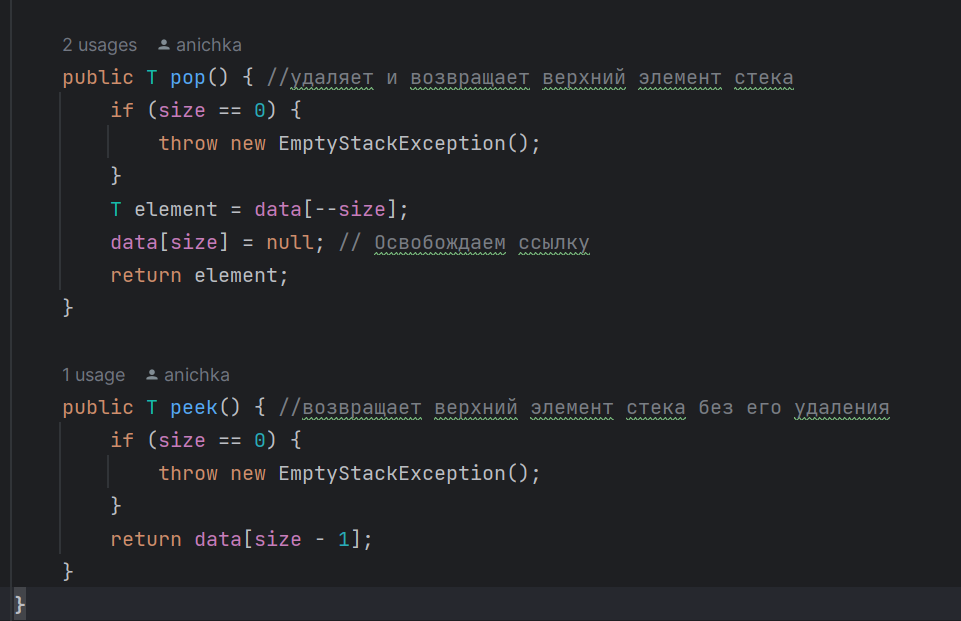 2 usages anichka
public T pop() { //удаляет и возвращает верхний элемент стека
if (size == 0) {
throw new EmptyStackException();
}
T element = data[--size];
data[size] = null; // Освобождаем ссылку
return element;
}
1 usage anichka
public T peek() { //возвращает верхний элемент стека без его удаления
if (size == 0) {
throw new EmptyStackException();
}
return data[size - 1];
}
}